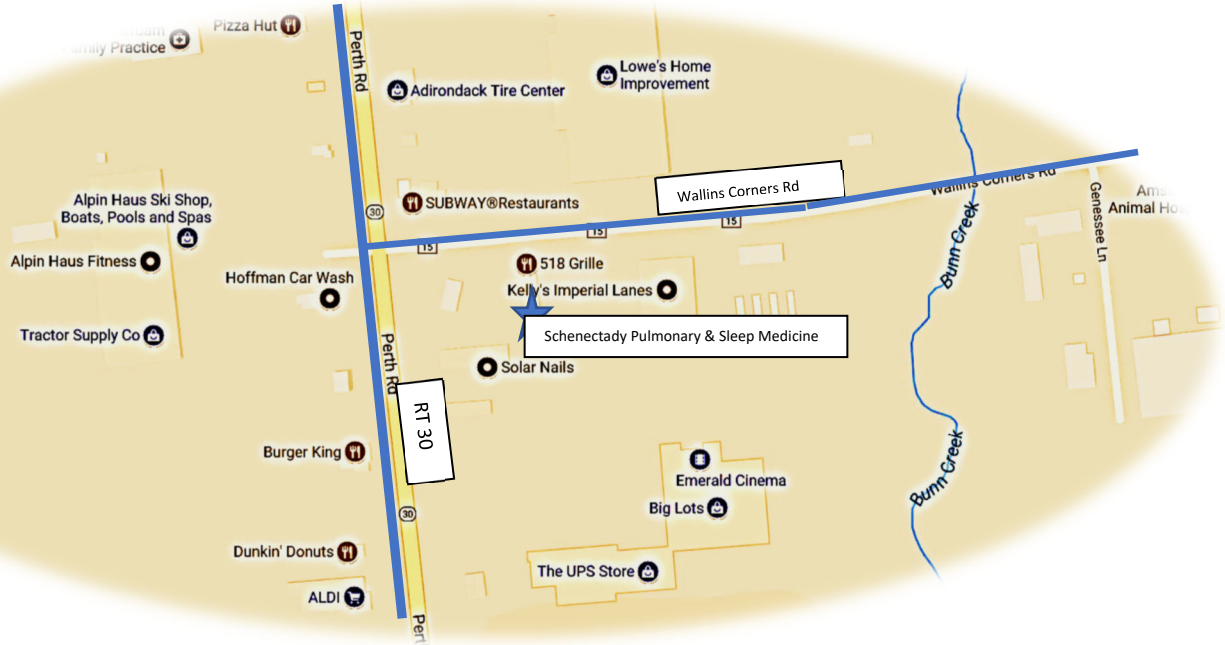 Pizza Hut
Family Practice
Perth Rd
Adirondack Tire Center
Lowe's Home
Improvement
Wallins Corners Rd
Wallins Corners Rd
Alpin Haus Ski Shop,
Boats, Pools and Spas
30
SUBWAY®Restaurants
15
15
15
Genessee Ln
Animal
Bunn Creek
Alpin Haus Fitness
Hoffman Car Wash
518 Grille
Kelly's Imperial Lanes
Tractor Supply Co
Schenectady Pulmonary & Sleep Medicine
Perth Rd
Solar Nails
RT 30
Burger King
Emerald Cinema
Big Lots
Bunn Creek
30
Dunkin' Donuts
The UPS Store
ALDI
Pert